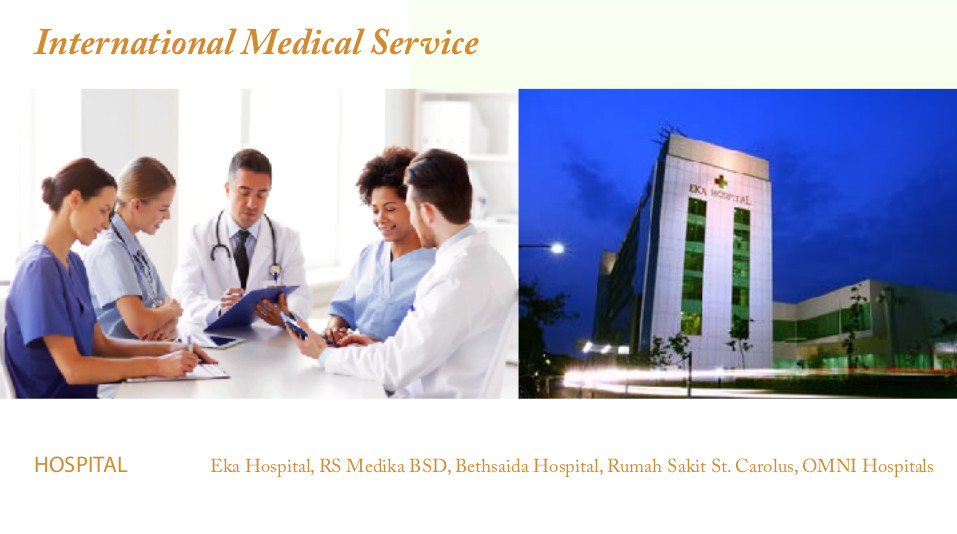 International Medical Service
EKA HOSPITAL
HOSPITAL
Eka Hospital, RS Medika BSD, Bethsaida Hospital, Rumah Sakit St. Carolus, OMNI Hospitals